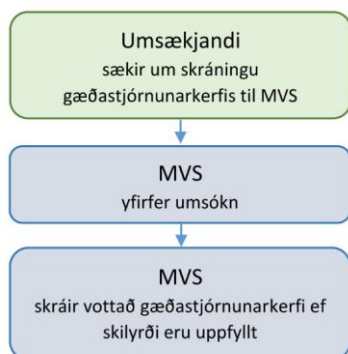 Umsækjandi
sækir um skráningu
gæðastjórnunarkerfis til MVS
MVS
yfirfer umsókn
MVS
skráir vottað gæðastjórnunarkerfi ef
skilyrði eru uppfyllt